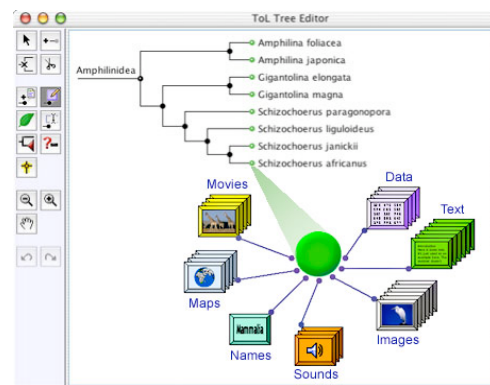 ToL Tree Editor
Amphilinidea
Amphilina foliacea
Amphilina japonica
Gigantolina elongata
Gigantolina magna
Schizochoerus paragonopora
Schizochoerus liguloideus
Schizochoerus janickii
Schizochoerus africanus
Movies
Data
Text
Maps
Names
Mammalia
Sounds
Images